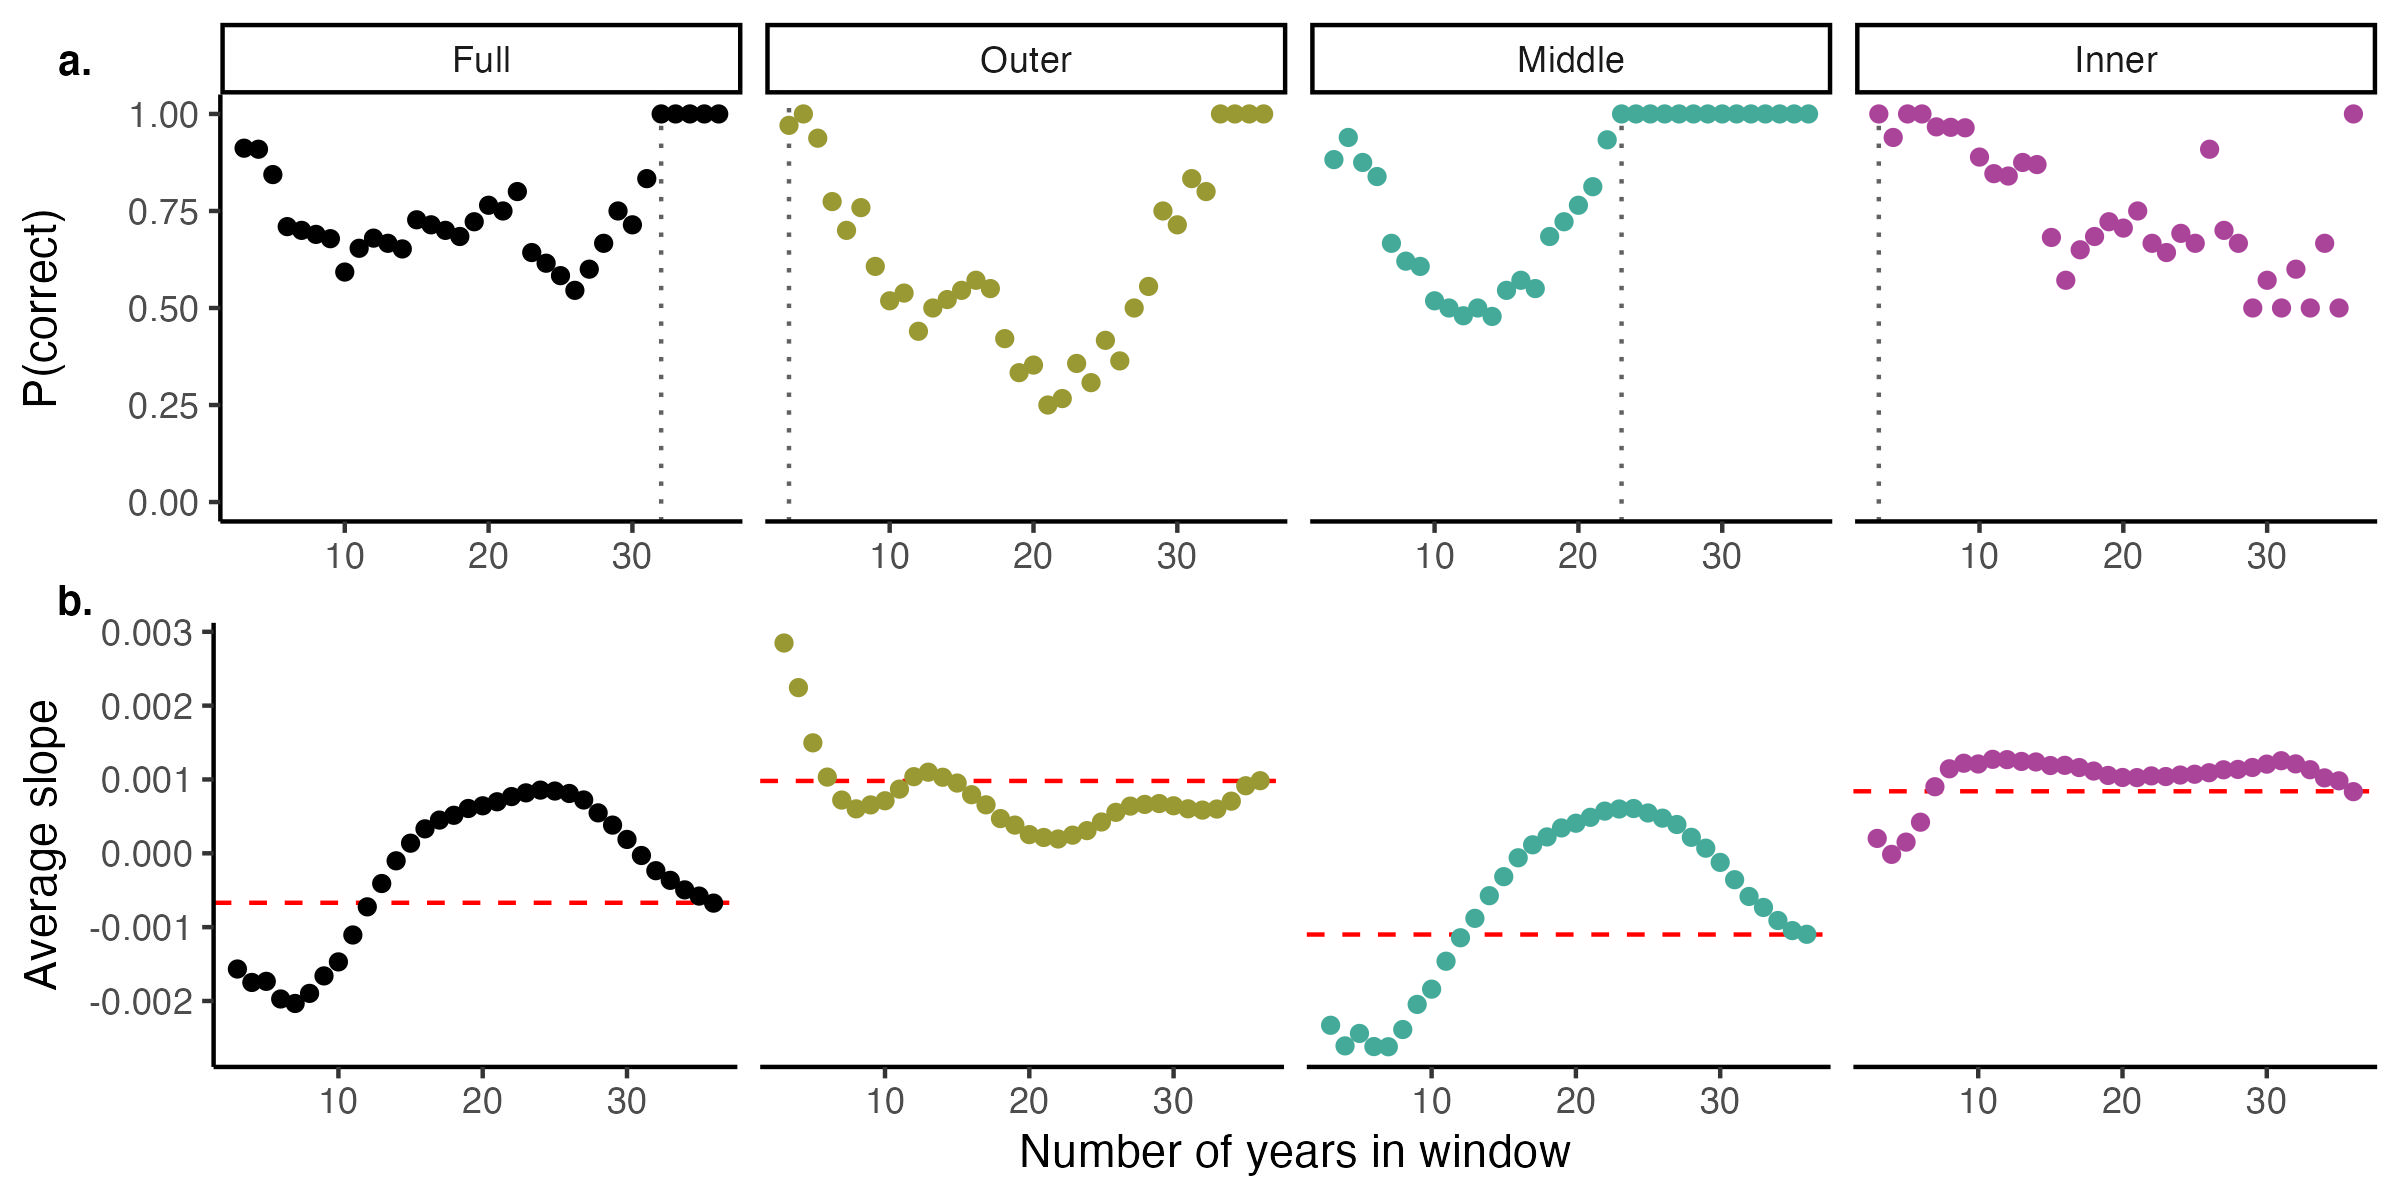 a.
Full Outer Middle Inner
P(correct)
1.00
0.75
0.50
0.25
0.00
10 20 30 10 20 30 10 20 30 10 20 30
b.
Average slope
0.003
0.002
0.001
0.000
-0.001
-0.002
10 20 30 10 20 30 10 20 30 10 20 30
Number of years in window